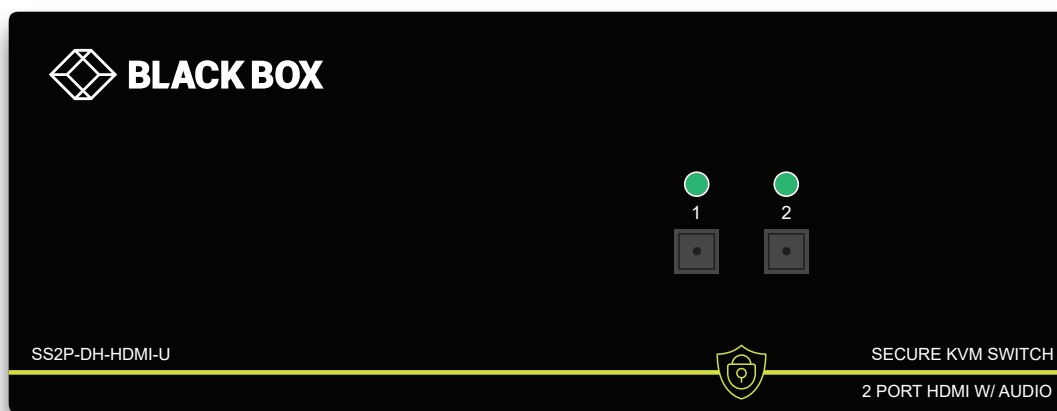 BLACK BOX
1 2
SS2P-DH-HDMI-U
SECURE KVM SWITCH
2 PORT HDMI W/ AUDIO